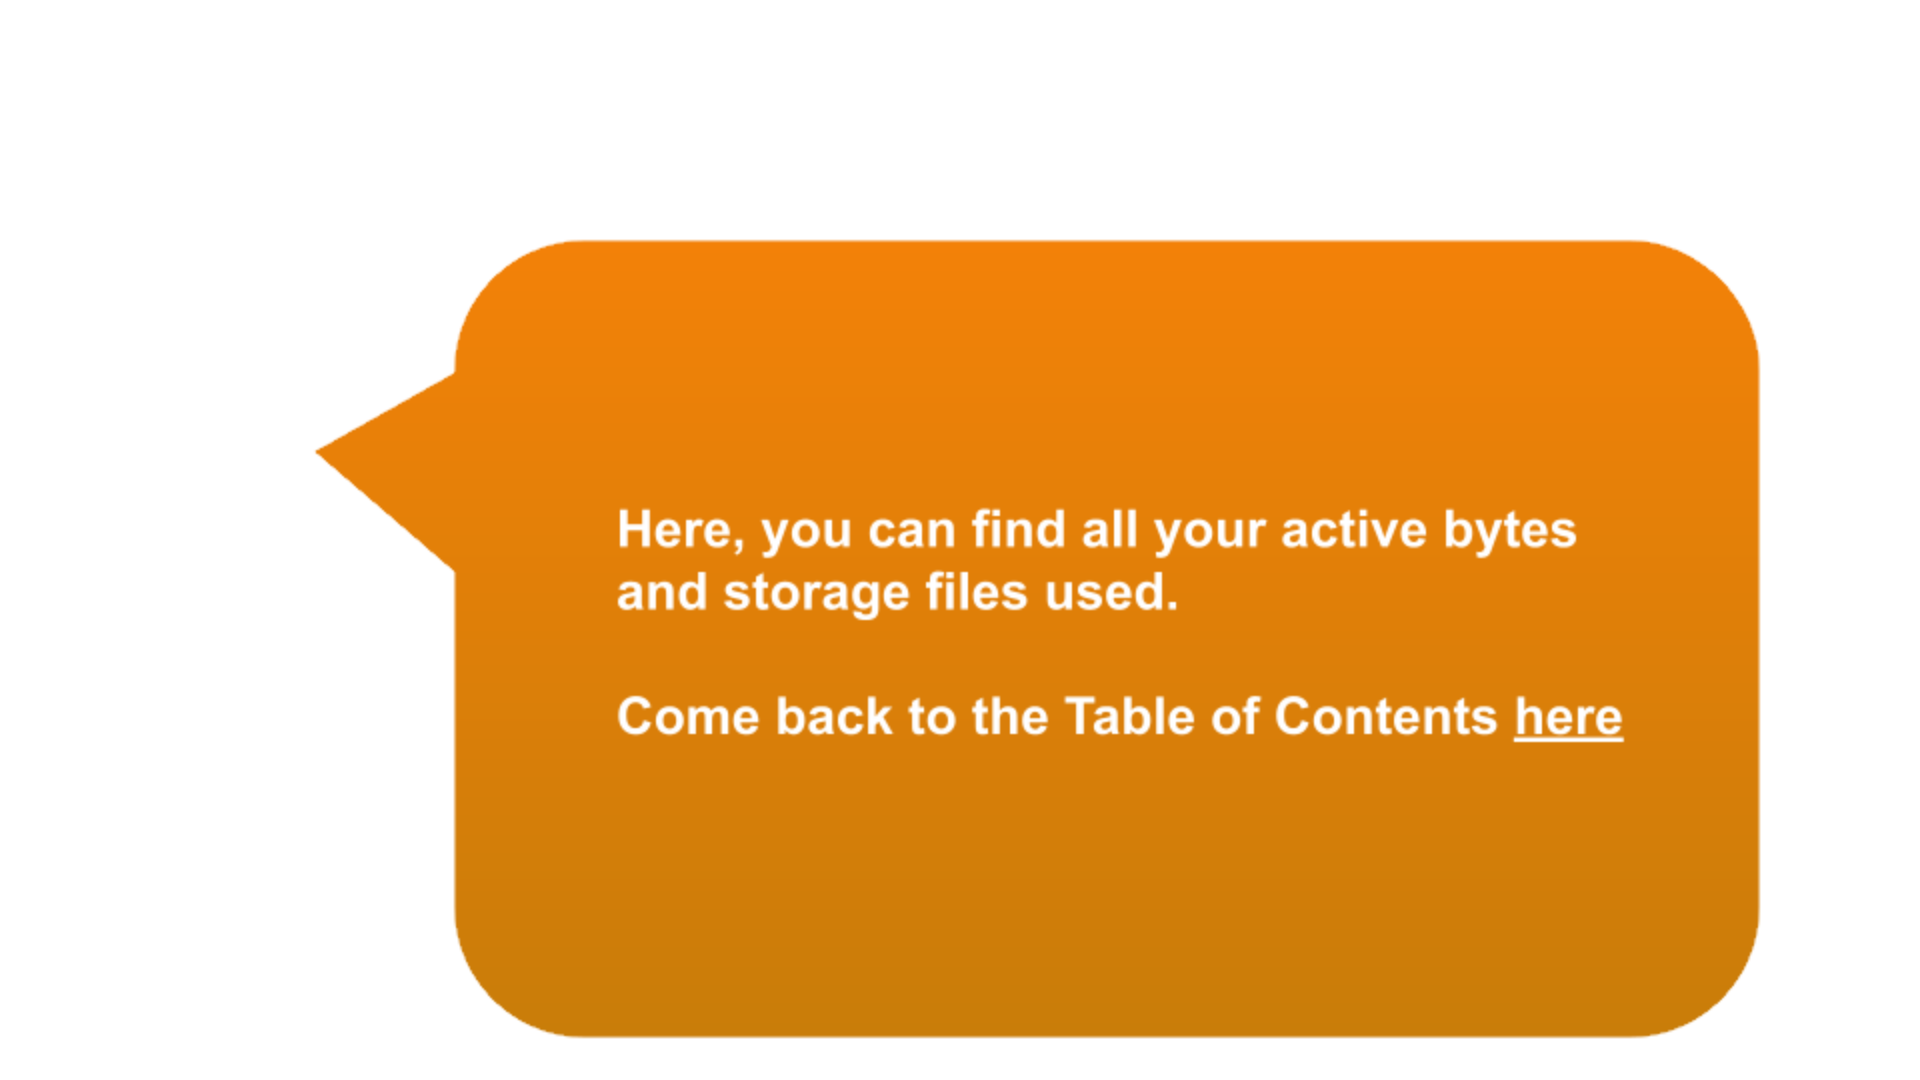 Here, you can find all your active bytes
and storage files used.
Come back to the Table of Contents here